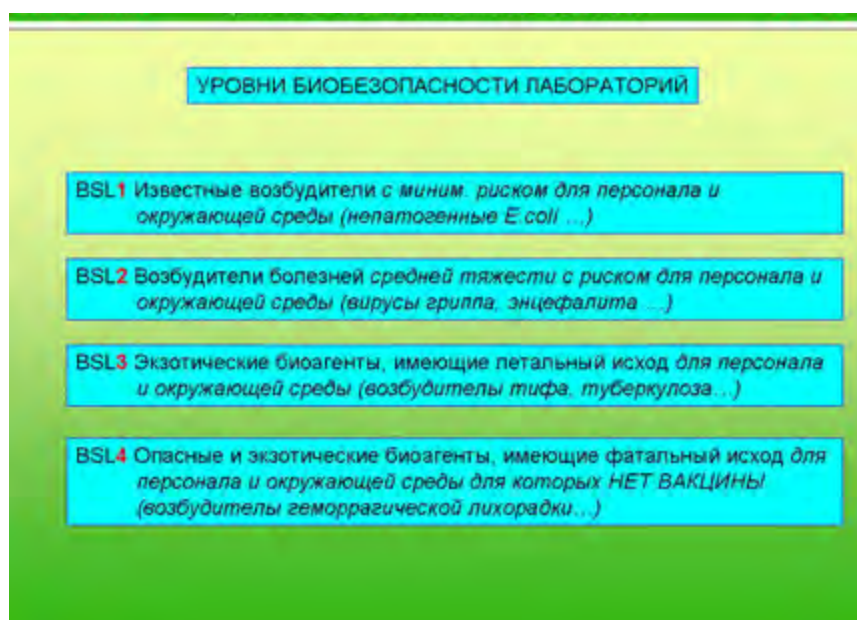 УРОВНИ БИОБЕЗОПАСНОСТИ ЛАБОРАТОРИЙ
BSL1 Известные возбудители с миним. риском для персонала и
окружающей среды (непатогенные E.coli ...)
BSL2 Возбудители болезней средней тяжести с риском для персонала и
окружающей среды (вирусы гриппа, энцефалита ...)
BSL3 Экзотические биоагенты, имеющие летальный исход для персонала
и окружающей среды (возбудителы тифа, туберкулоза...)
BSL4 Опасные и экзотические биоагенты, имеющие фатальный исход для
персонала и окружающей среды для которых НЕТ ВАКЦИНЫ
(возбудителы геморрагической лихорадки...)